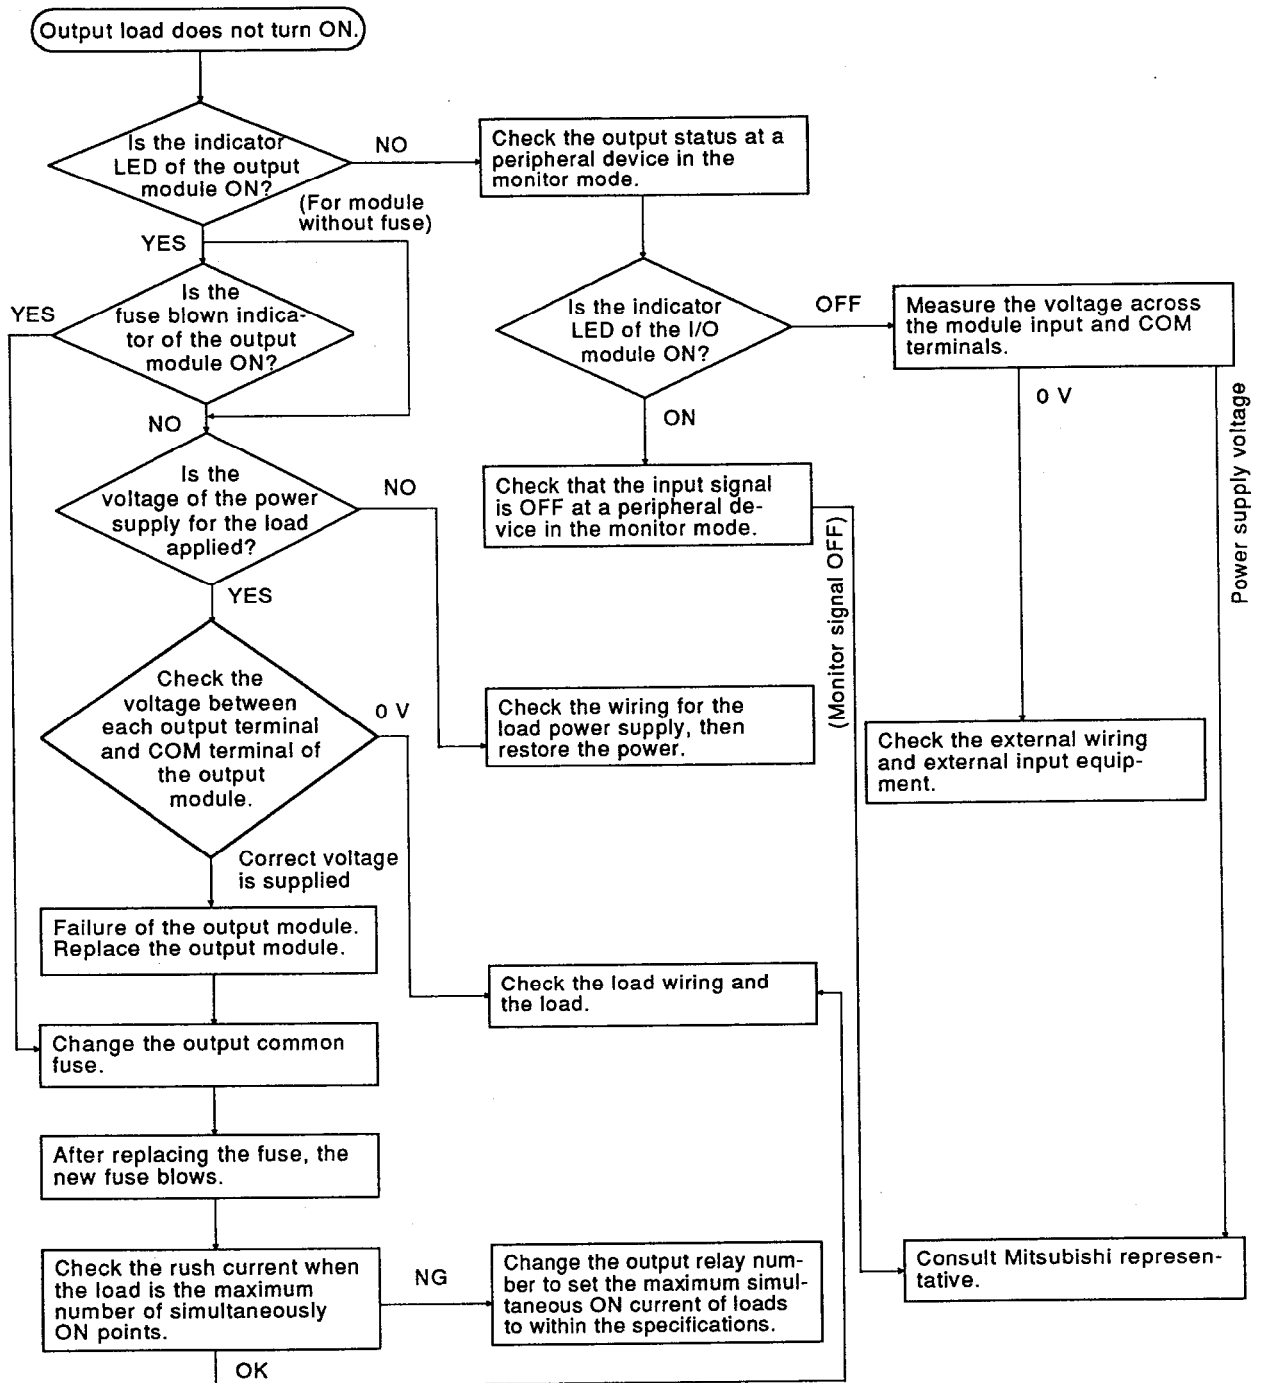 Output load does not turn ON.
Is the indicator
LED of the output
module ON?
NO
Check the output status at a
peripheral device in the
monitor mode.
(For module
without fuse)
YES
YES
Is the
fuse blown indica-
tor of the output
module ON?
Is the indicator
LED of the I/O
module ON?
OFF
Measure the voltage across
the module input and COM
terminals.
0 V
Power supply voltage
ON
NO
Is the
voltage of the power
supply for the load
applied?
NO
Check that the input signal
is OFF at a peripheral de-
vice in the monitor mode.
(Monitor signal OFF)
YES
Check the
voltage between
each output terminal
and COM terminal of
the output
module.
0 V
Check the wiring for the
load power supply, then
restore the power.
Check the external wiring
and external input equip-
ment.
Correct voltage
is supplied
Failure of the output module.
Replace the output module.
Check the load wiring and
the load.
Change the output common
fuse.
After replacing the fuse, the
new fuse blows.
Check the rush current when
the load is the maximum
number of simultaneously
ON points.
NG
Change the output relay num-
ber to set the maximum simul-
taneous ON current of loads
to within the specifications.
Consult Mitsubishi represen-
tative.
OK